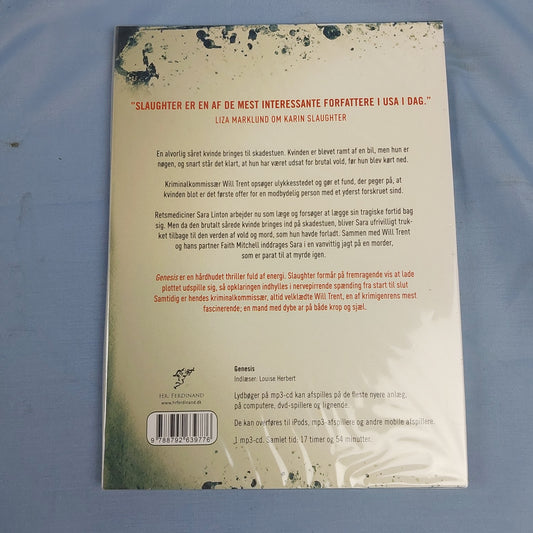 "SLAUGHTER ER EN AF DE MEST INTERESSANTE FORFATTERE I USA I DAG."
LIZA MARKLUND OM KARIN SLAUGHTER
En alvorlig såret kvinde bringes til skadestuen. Kvinden er blevet ramt af en bil, men hun er
nøgen, og snart står det klart, at hun har været udsat for brutal vold, før hun blev kørt ned.
Kriminalkommissær Will Trent opsøger ulykkesstedet og gør et fund, der peger på, at
kvinden blot er det første offer for en modbydelig person med et yderst forskruet sind.
Retsmediciner Sara Linton arbejder nu som læge og forsøger at lægge sin tragiske fortid bag
sig. Men da den brutalt sårede kvinde bringes ind på skadestuen, bliver Sara ufrivilligt truk-
ket tilbage til den verden af vold og mord, som hun havde forladt. Sammen med Will Trent
og hans partner Faith Mitchell inddrages Sara i en vanvittig jagt på en morder,
som er parat til at myrde igen.
Genesis er en hårdhudet thriller fuld af energi. Slaughter formår på fremragende vis at lade
plottet udspille sig, så opklaringen indhylles i nervepirrende spænding fra start til slut
Samtidig er hendes kriminalkommissær, altid velklædte Will Trent, en af krimigenrens mest
fascinerende; en mand med dybe ar på både krop og sjæl.
Genesis
Indlæser: Louise Herbert
Lydbøger på mp3-cd kan afspilles på de fleste nyere anlæg,
på computere, dvd-spillere og lignende.
De kan overføres til iPods, mp3-afspillere og andre mobile afspillere.
1 mp3-cd. Samlet tid: 17 timer og 54 minutter.
HR. FERDINAND
www.hrferdinand.dk
9 788792 639776